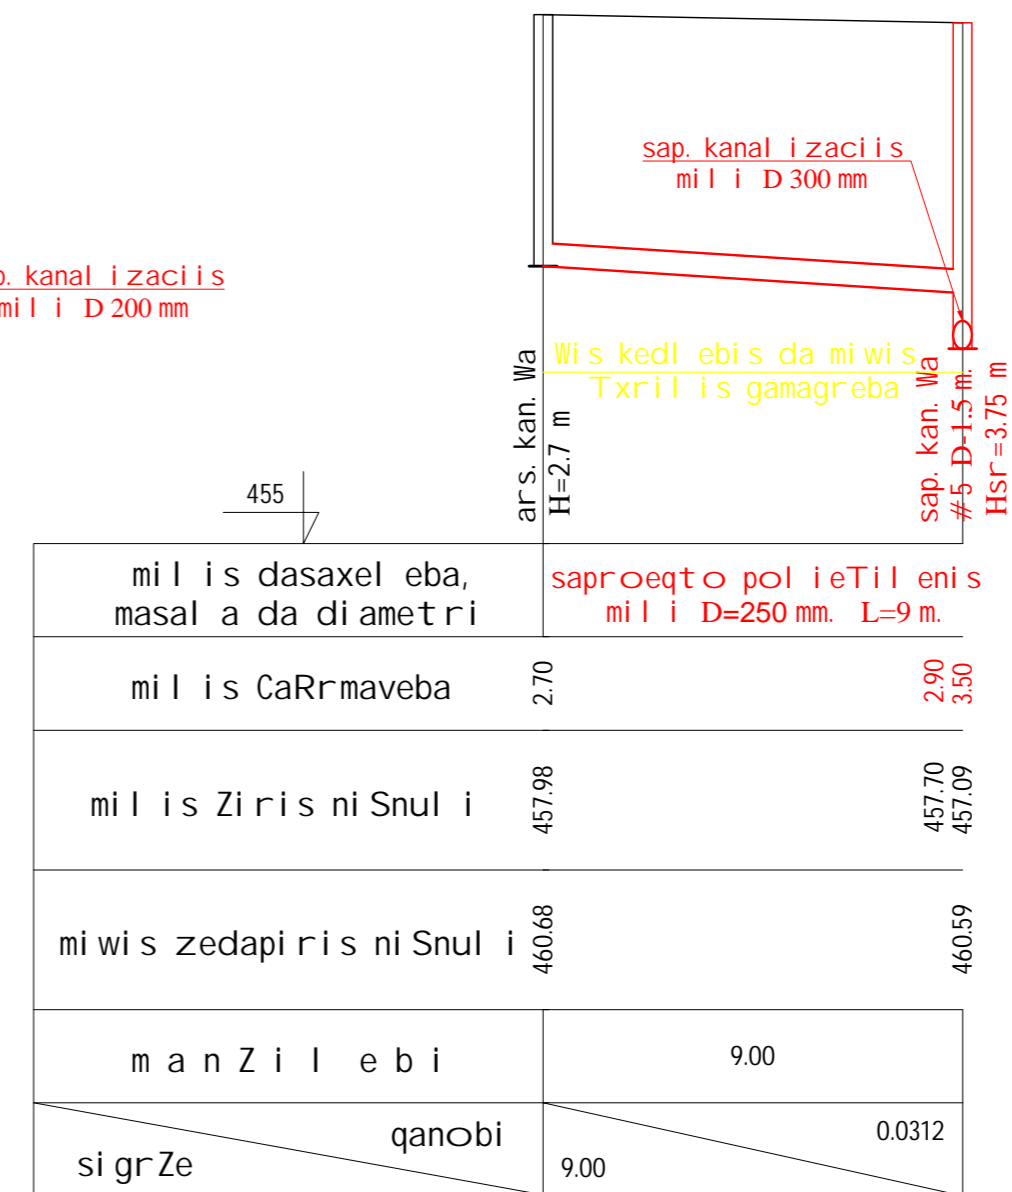 sap. kanalizaciis
mili D 300 mm
p. kanalizaciis
mili D 200 mm
Wis kedlebis da miwis
Txrilis gamagreba
ars. kan. Wa
H=2.7 m
sap. kan. Wa
#5 D-1.5 m.
Hsr=3.75 m
455
milis dasaxeleba,
masala da diametri
saproeqto polieTilenis
mili D=250 mm. L=9 m.
milis CaRrmaveba
2.70
2.90
3.50
milis Ziris niSnuli
457.98
457.70
457.09
miwis zedapiris niSnuli
460.68
460.59
manZilebi
9.00
qanobi
sigrZe
0.0312
9.00